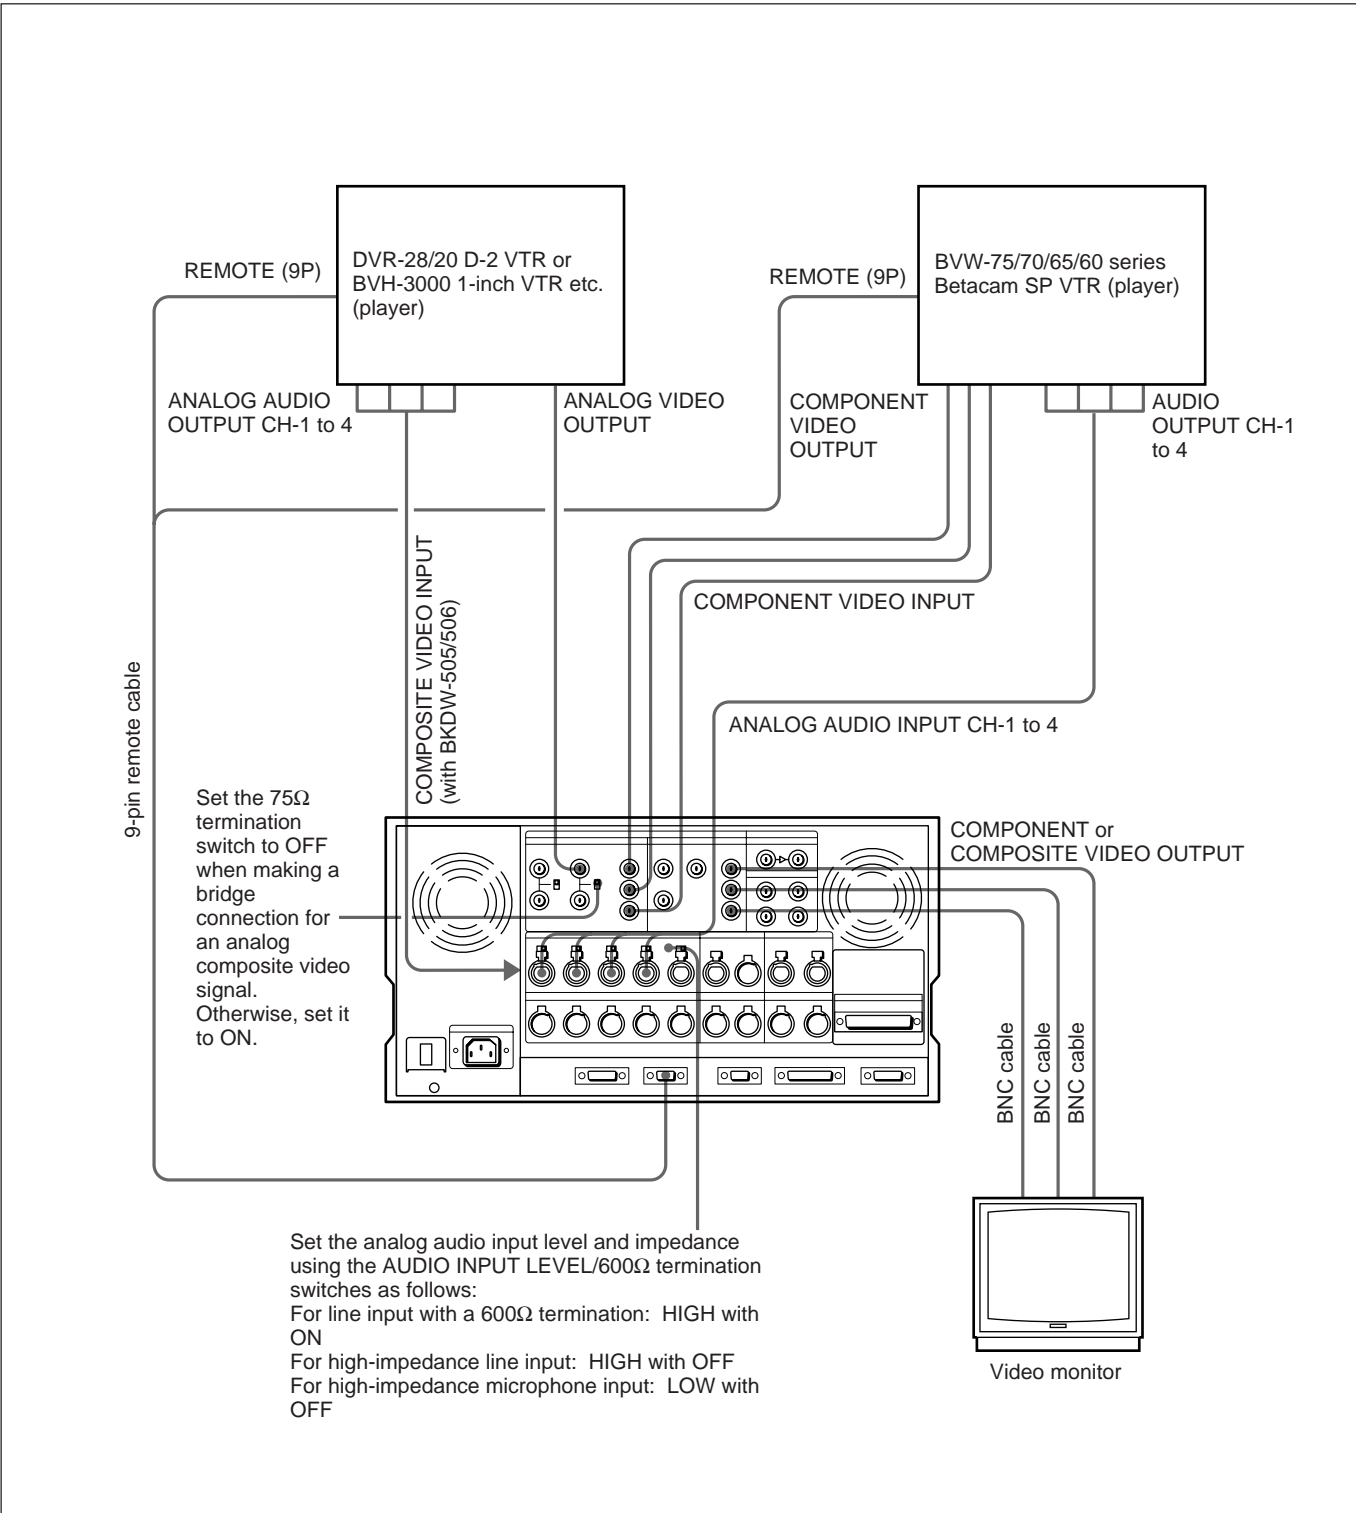 DVR-28/20 D-2 VTR or
BVH-3000 1-inch VTR etc.
(player)
BVW-75/70/65/60 series
Betacam SP VTR (player)
REMOTE (9P)
REMOTE (9P)
ANALOG AUDIO
OUTPUT CH-1 to 4
ANALOG VIDEO
OUTPUT
COMPONENT
VIDEO
OUTPUT
AUDIO
OUTPUT CH-1
to 4
COMPOSITE VIDEO INPUT
(with BKDW-505/506)
COMPONENT VIDEO INPUT
9-pin remote cable
ANALOG AUDIO INPUT CH-1 to 4
Set the 75Ω
termination
switch to OFF
when making a
bridge
connection for
an analog
composite video
signal.
Otherwise, set it
to ON.
COMPONENT or
COMPOSITE VIDEO OUTPUT
BNC cable
BNC cable
BNC cable
Set the analog audio input level and impedance
using the AUDIO INPUT LEVEL/600Ω termination
switches as follows:
For line input with a 600Ω termination:  HIGH with
ON
For high-impedance line input:  HIGH with OFF
For high-impedance microphone input:  LOW with
OFF
Video monitor